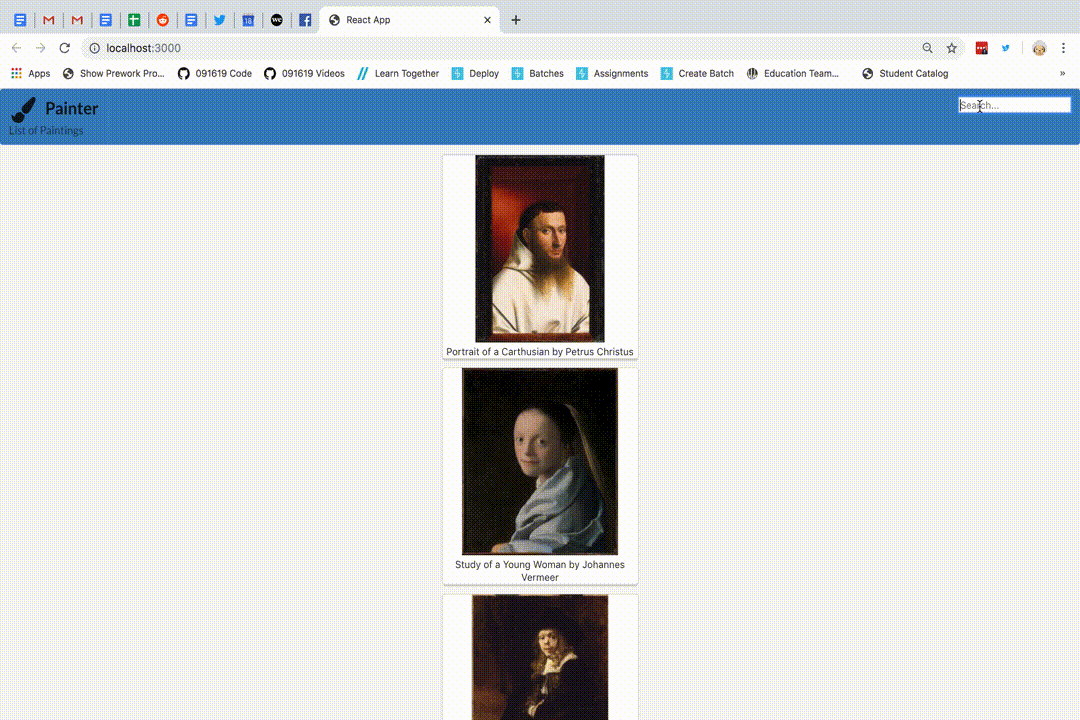 18
we
React App
localhost:3000
Apps
Show Prework Pro...
091619 Code
091619 Videos
Learn Together
Deploy
Batches
Assignments
Create Batch
Education Team...
Student Catalog
»
Painter
List of Paintings
Search...
Portrait of a Carthusian by Petrus Christus
Study of a Young Woman by Johannes
Vermeer